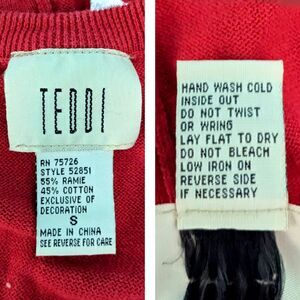 TEDDI
RN 75726
STYLE 52851
55% RAMIE
45% COTTON
EXCLUSIVE OF
DECORATION
S
MADE IN CHINA
SEE REVERSE FOR CARE
HAND WASH COLD
INSIDE OUT
DO NOT TWIST
OR WRING
LAY FLAT TO DRY
DO NOT BLEACH
LOW IRON ON
REVERSE SIDE
IF NECESSARY